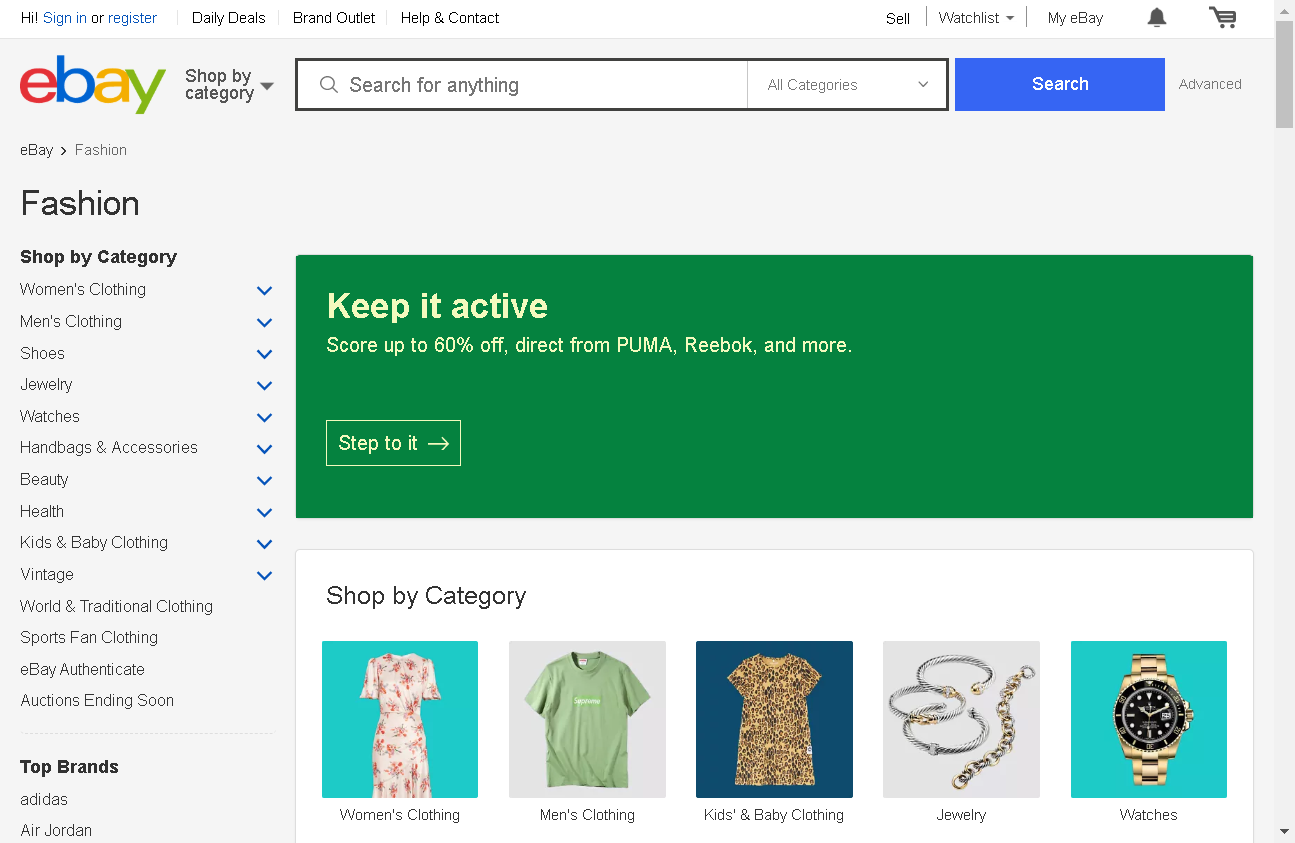 Hi! Sign in or register
Daily Deals
Brand Outlet
Help & Contact
Sell
Watchlist
My eBay
ebay
Shop by
category
Search for anything
All Categories
Search
Advanced
eBay
Fashion
Fashion
Shop by Category
Women's Clothing
Men's Clothing
Shoes
Jewelry
Watches
Handbags & Accessories
Beauty
Health
Kids & Baby Clothing
Vintage
World & Traditional Clothing
Sports Fan Clothing
eBay Authenticate
Auctions Ending Soon
Top Brands
adidas
Air Jordan
Keep it active
Score up to 60% off, direct from PUMA, Reebok, and more.
Step to it
Shop by Category
Supreme
Women's Clothing
Men's Clothing
Kids' & Baby Clothing
Jewelry
Watches